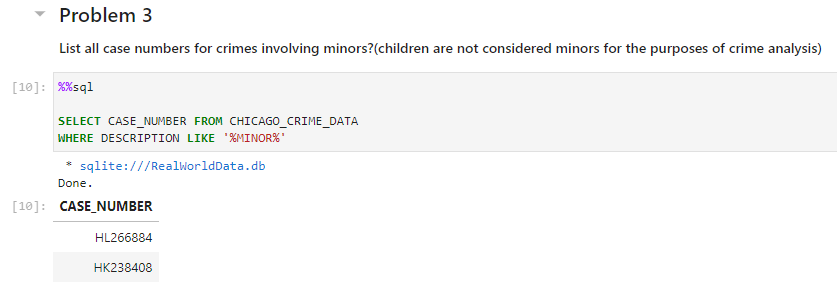 Problem 3
List all case numbers for crimes involving minors?(children are not considered minors for the purposes of crime analysis)
[10]: %%sql
SELECT CASE_NUMBER FROM CHICAGO_CRIME_DATA
WHERE DESCRIPTION LIKE '%MINOR%'
* sqlite:///RealWorldData.db
Done.
[10]: CASE_NUMBER
HL266884
HK238408